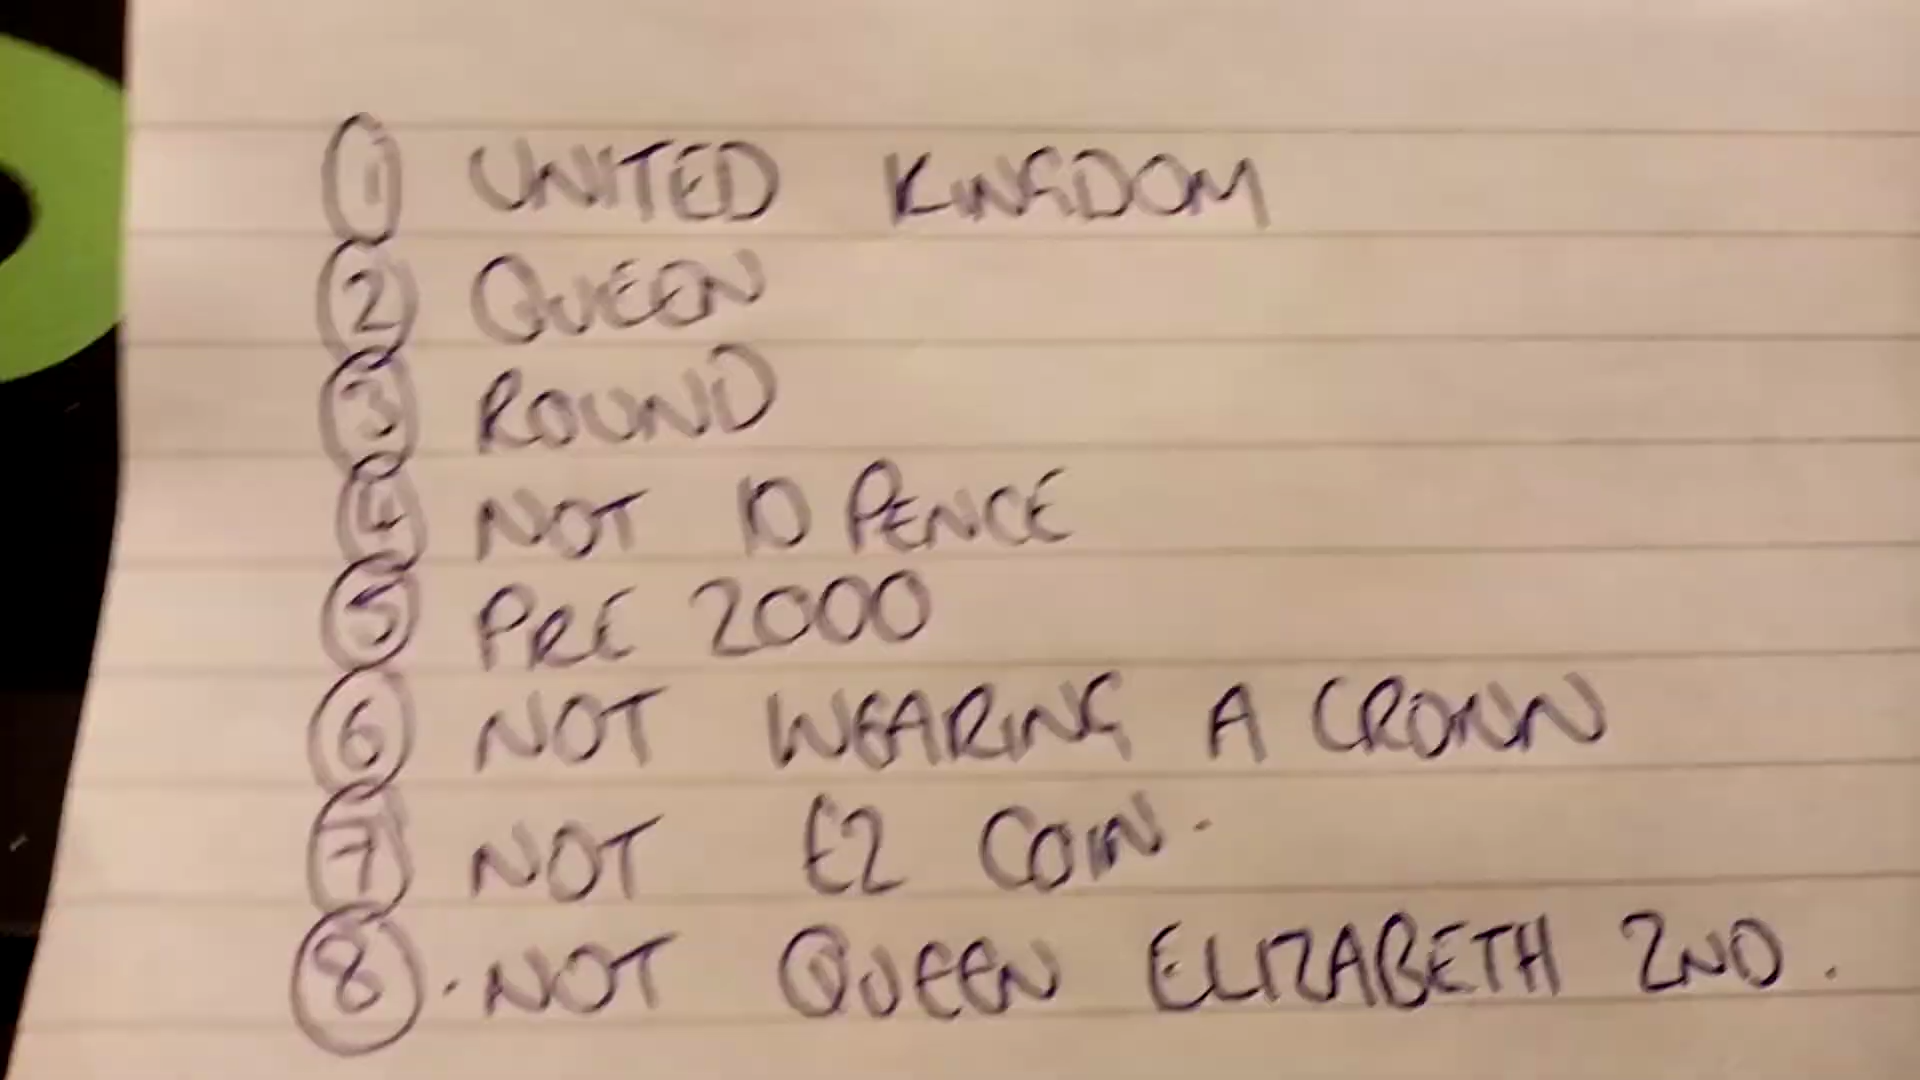 1 UNITED KINGDOM
2 QUEEN
3 ROUND
4 NOT 10 PENCE
5 PRE 2000
6 NOT WEARING A CROWN
7 NOT £2 COIN.
8. NOT QUEEN ELIZABETH 2ND.